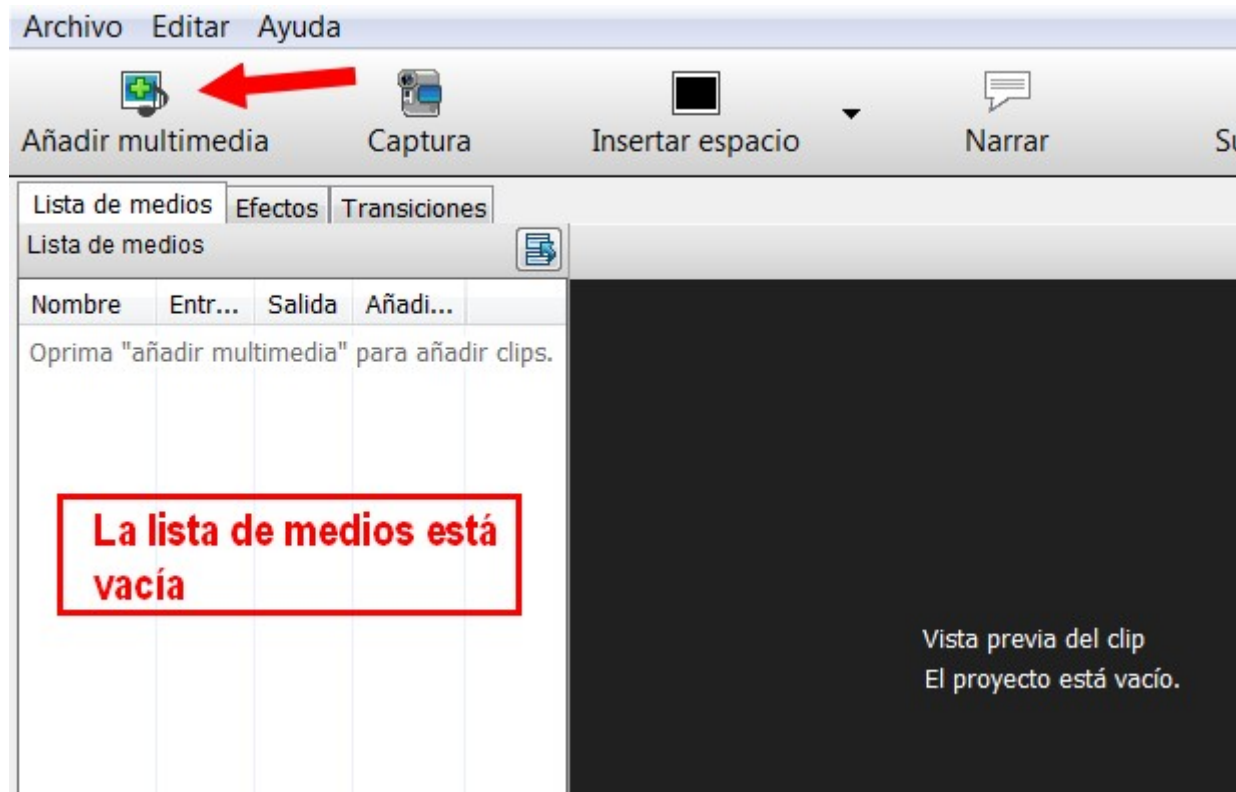 Archivo Editar Ayuda
Añadir multimedia Captura Insertar espacio Narrar
Lista de medios Efectos Transiciones
Lista de medios
Nombre Entr... Salida Añadi...
Oprima "añadir multimedia" para añadir clips.
La lista de medios está
vacía
Vista previa del clip
El proyecto está vacío.